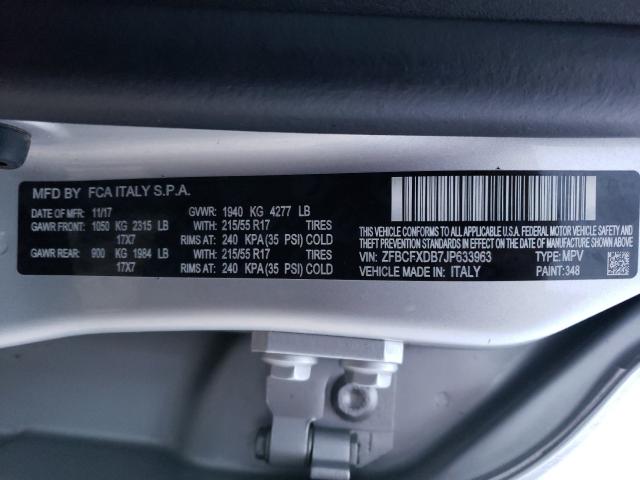 MFD BY FCA ITALY S.P.A.
DATE OF MFR: 11/17 GVWR: 1940 KG 4277 LB
GAWR FRONT: 1050 KG 2315 LB WITH: 215/55 R17 TIRES
17X7 RIMS AT: 240 KPA (35 PSI) COLD
GAWR REAR: 900 KG 1984 LB WITH: 215/55 R17 TIRES
17X7 RIMS AT: 240 KPA(35 PSI) COLD
THIS VEHICLE CONFORMS TO ALL APPLICABLE U.S.A. FEDERAL MOTOR VEHICLE
SAFETY, BUMPER, AND THEFT PREVENTION STANDARDS IN EFFECT ON THE DATE OF
MANUFACTURE SHOWN ABOVE.
VIN: ZFBCFXDB7JP633963 TYPE: MPV
VEHICLE MADE IN: ITALY PAINT: 348